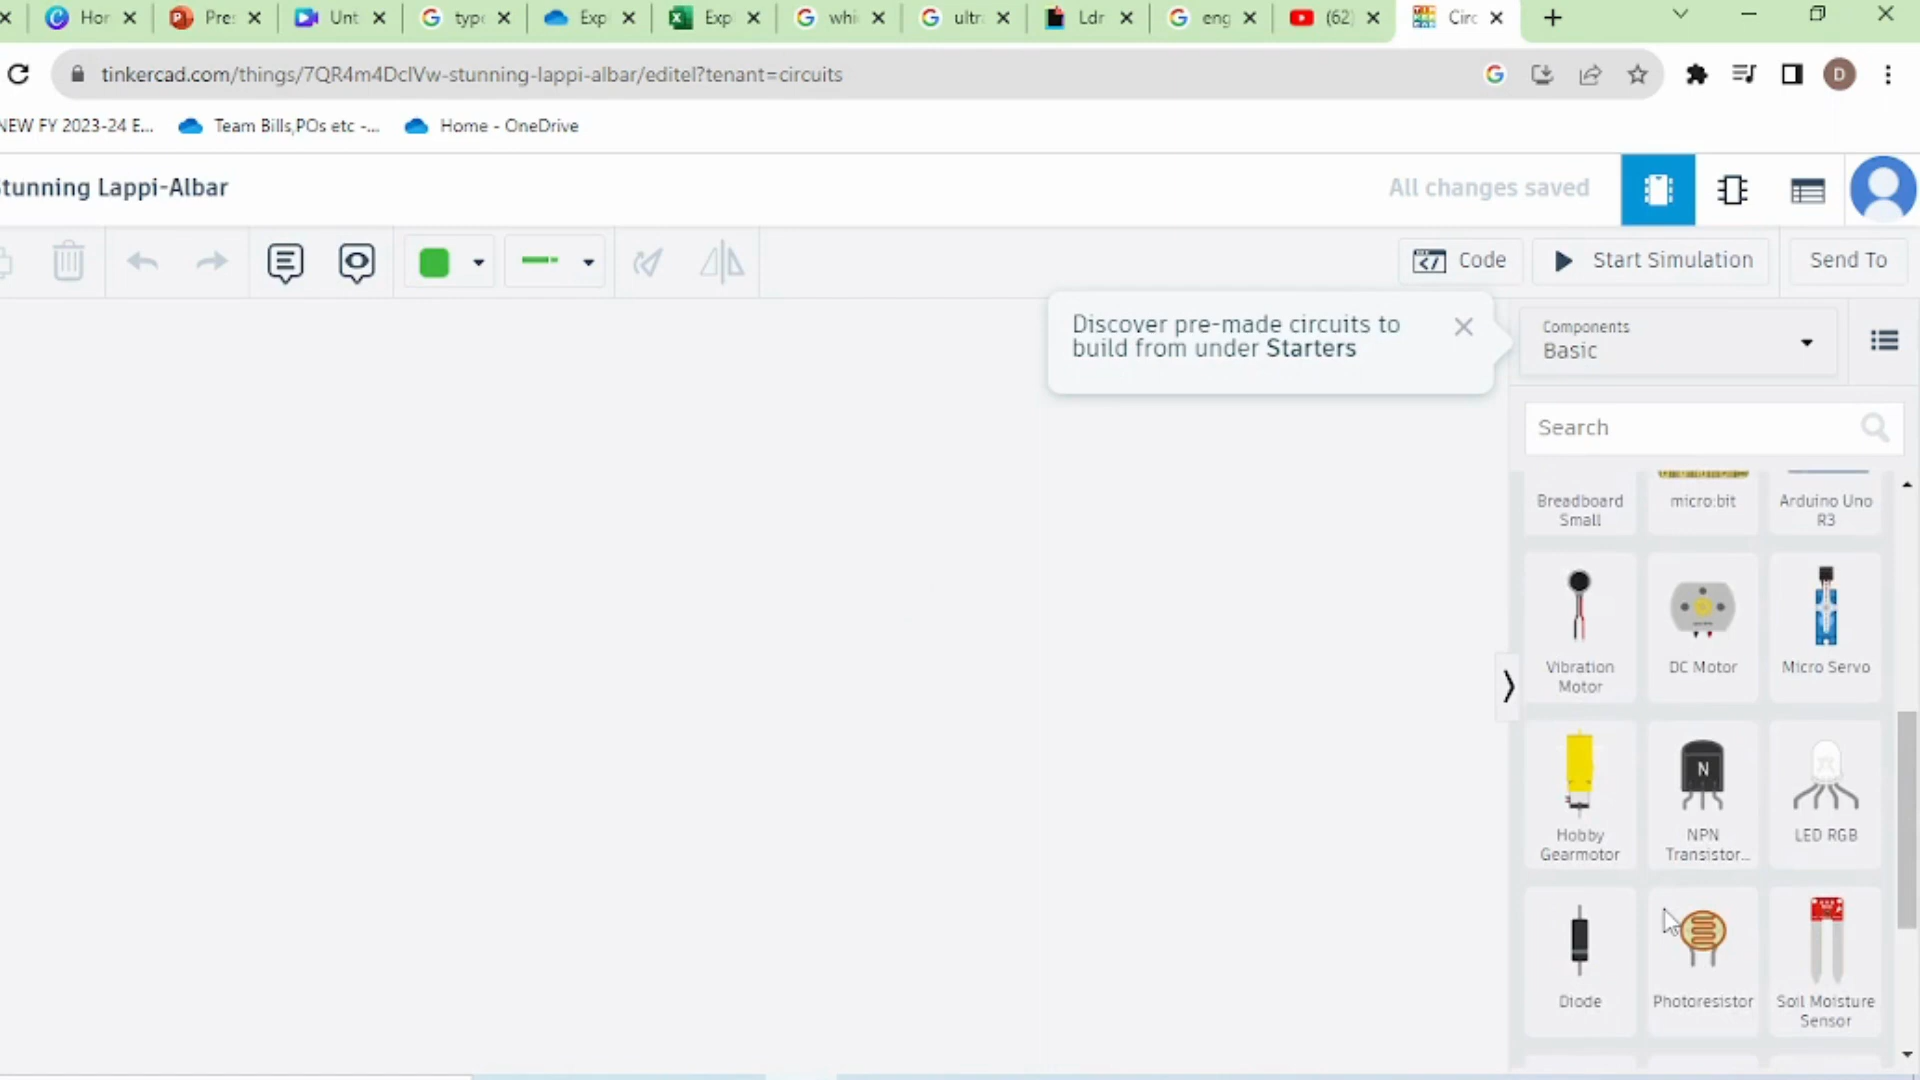 Hor
Pre:
Unt
typ
Exp
Exp
whi
ultr
Ldr
eng
(62)
Circ
tinkercad.com/things/7QR4m4DclVw-stunning-lappi-albar/editel?tenant=circuits
D
NEW FY 2023-24 E...
Team Bills,POs etc -...
Home - OneDrive
Stunning Lappi-Albar
All changes saved
Code
Start Simulation
Send To
Discover pre-made circuits to
build from under Starters
Components
Basic
Search
Breadboard
Small
micro:bit
Arduino Uno
R3
Vibration
Motor
DC Motor
Micro Servo
Hobby
Gearmotor
N
NPN
Transistor...
LED RGB
Diode
Photoresistor
Soil Moisture
Sensor